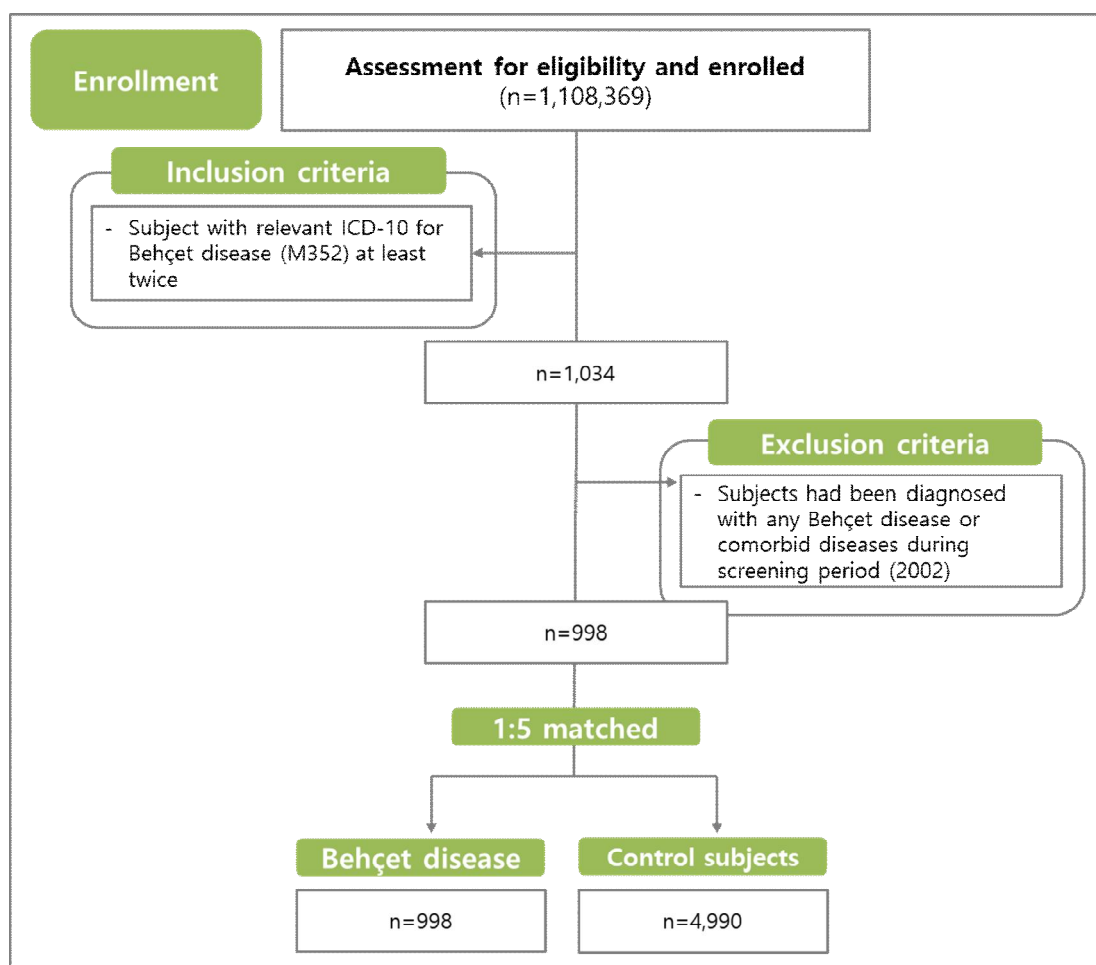 Enrollment
Assessment for eligibility and enrolled
(n=1,108,369)
Inclusion criteria
- Subject with relevant ICD-10 for
Behçet disease (M352) at least
twice
n=1,034
Exclusion criteria
- Subjects had been diagnosed
with any Behçet disease or
comorbid diseases during
screening period (2002)
n=998
1:5 matched
Behçet disease
Control subjects
n=998
n=4,990